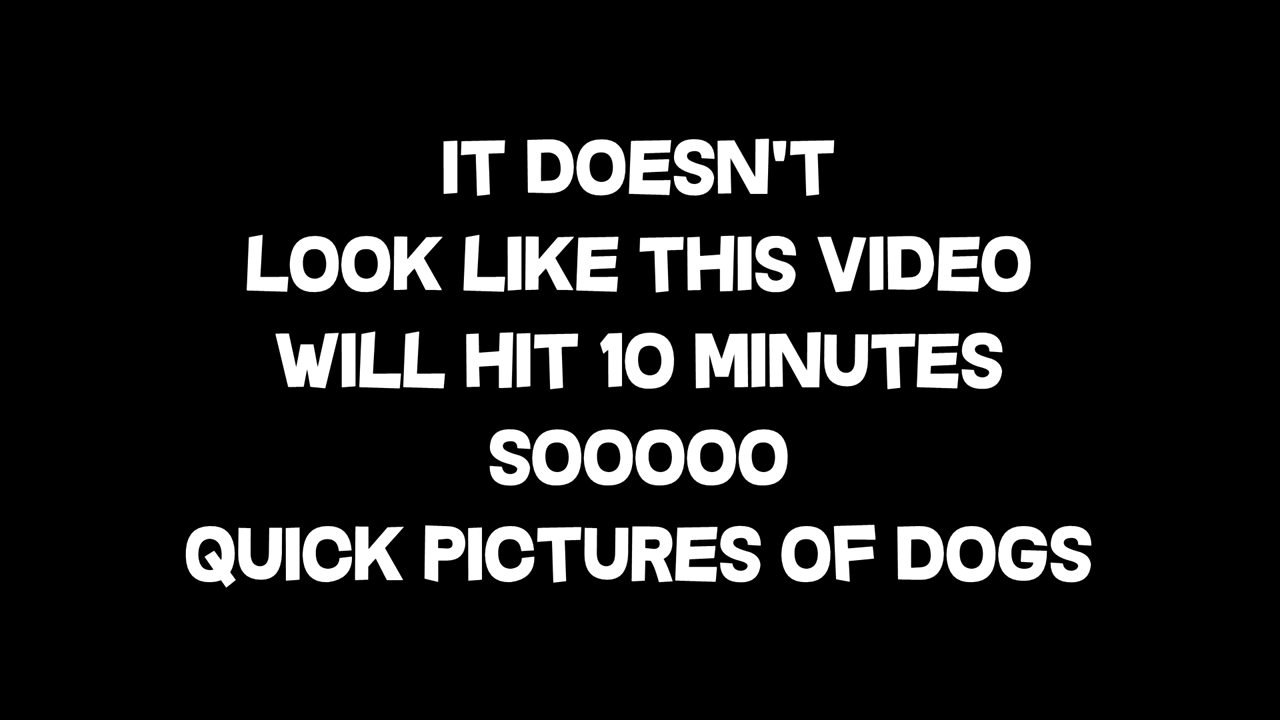 IT DOESN'T
LOOK LIKE THIS VIDEO
WILL HIT 10 MINUTES
SOOOOO
QUICK PICTURES OF DOGS